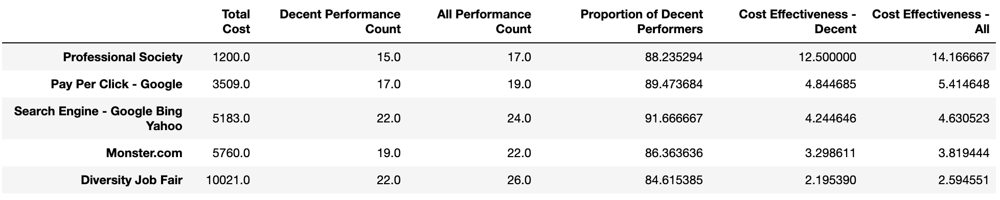 Total Cost Decent Performance Count All Performance Count Proportion of Decent Performers Cost Effectiveness - Decent Cost Effectiveness - All
Professional Society 1200.0 15.0 17.0 88.235294 12.500000 14.166667
Pay Per Click - Google 3509.0 17.0 19.0 89.473684 4.844685 5.414648
Search Engine - Google Bing Yahoo 5183.0 22.0 24.0 91.666667 4.244646 4.630523
Monster.com 5760.0 19.0 22.0 86.363636 3.298611 3.819444
Diversity Job Fair 10021.0 22.0 26.0 84.615385 2.195390 2.594551